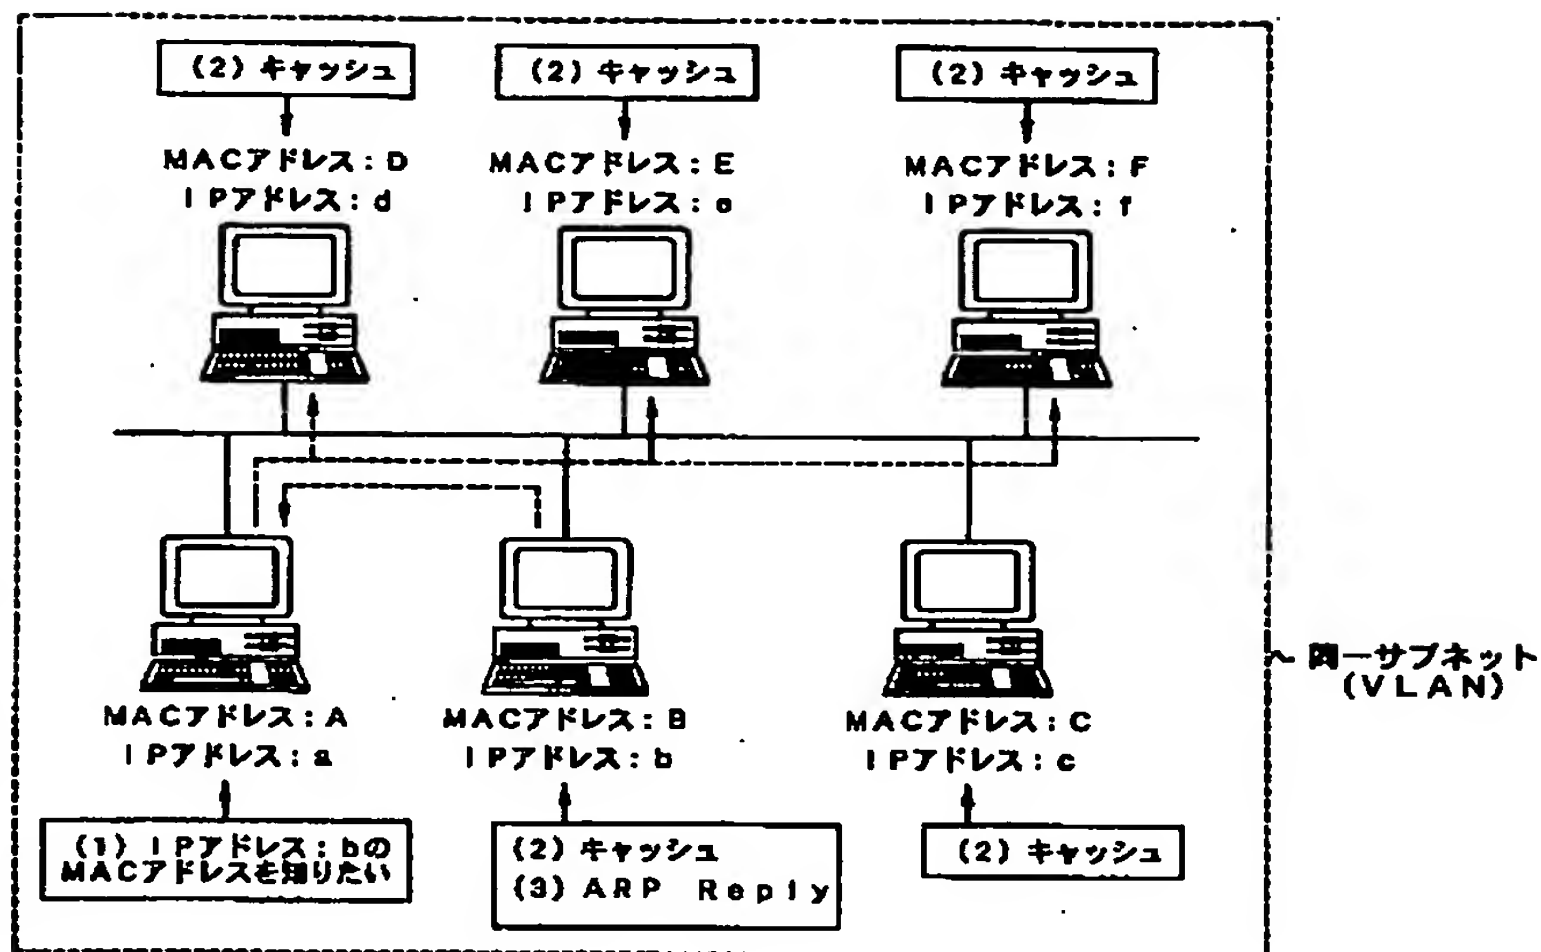 (2) キャッシュ
(2) キャッシュ
(2) キャッシュ
MACアドレス:D
IPアドレス:d
MACアドレス:E
IPアドレス:e
MACアドレス:F
IPアドレス:f
MACアドレス:A
IPアドレス:a
MACアドレス:B
IPアドレス:b
MACアドレス:C
IPアドレス:c
同一サブネット
(VLAN)
(1) IPアドレス:bの
MACアドレスを知りたい
(2) キャッシュ
(3) ARP Reply
(2) キャッシュ